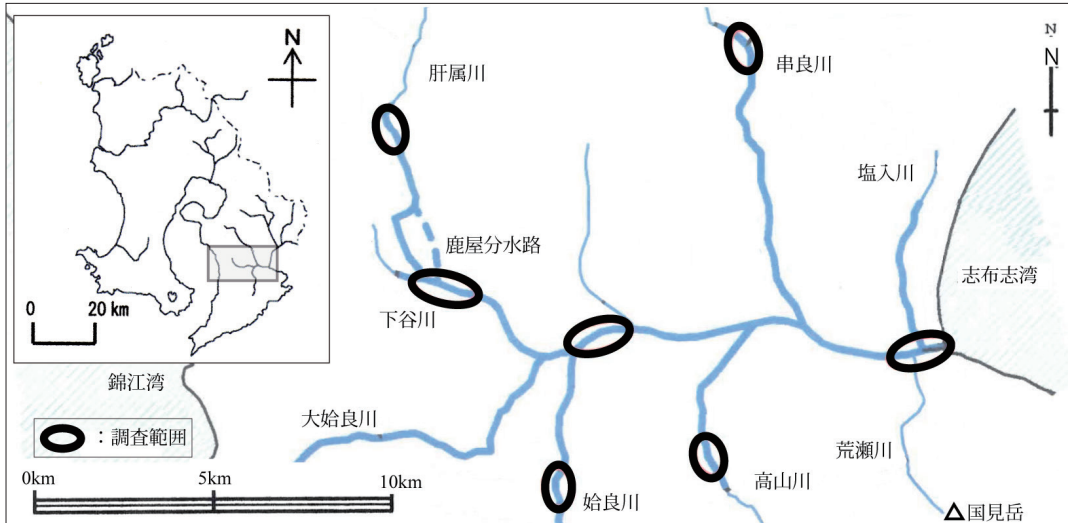 N
0
20 km
N
N
肝属川
串良川
塩入川
鹿屋分水路
志布志湾
下谷川
錦江湾
大姶良川
：調査範囲
荒瀬川
0km
5km
10km
姶良川
高山川
国見岳